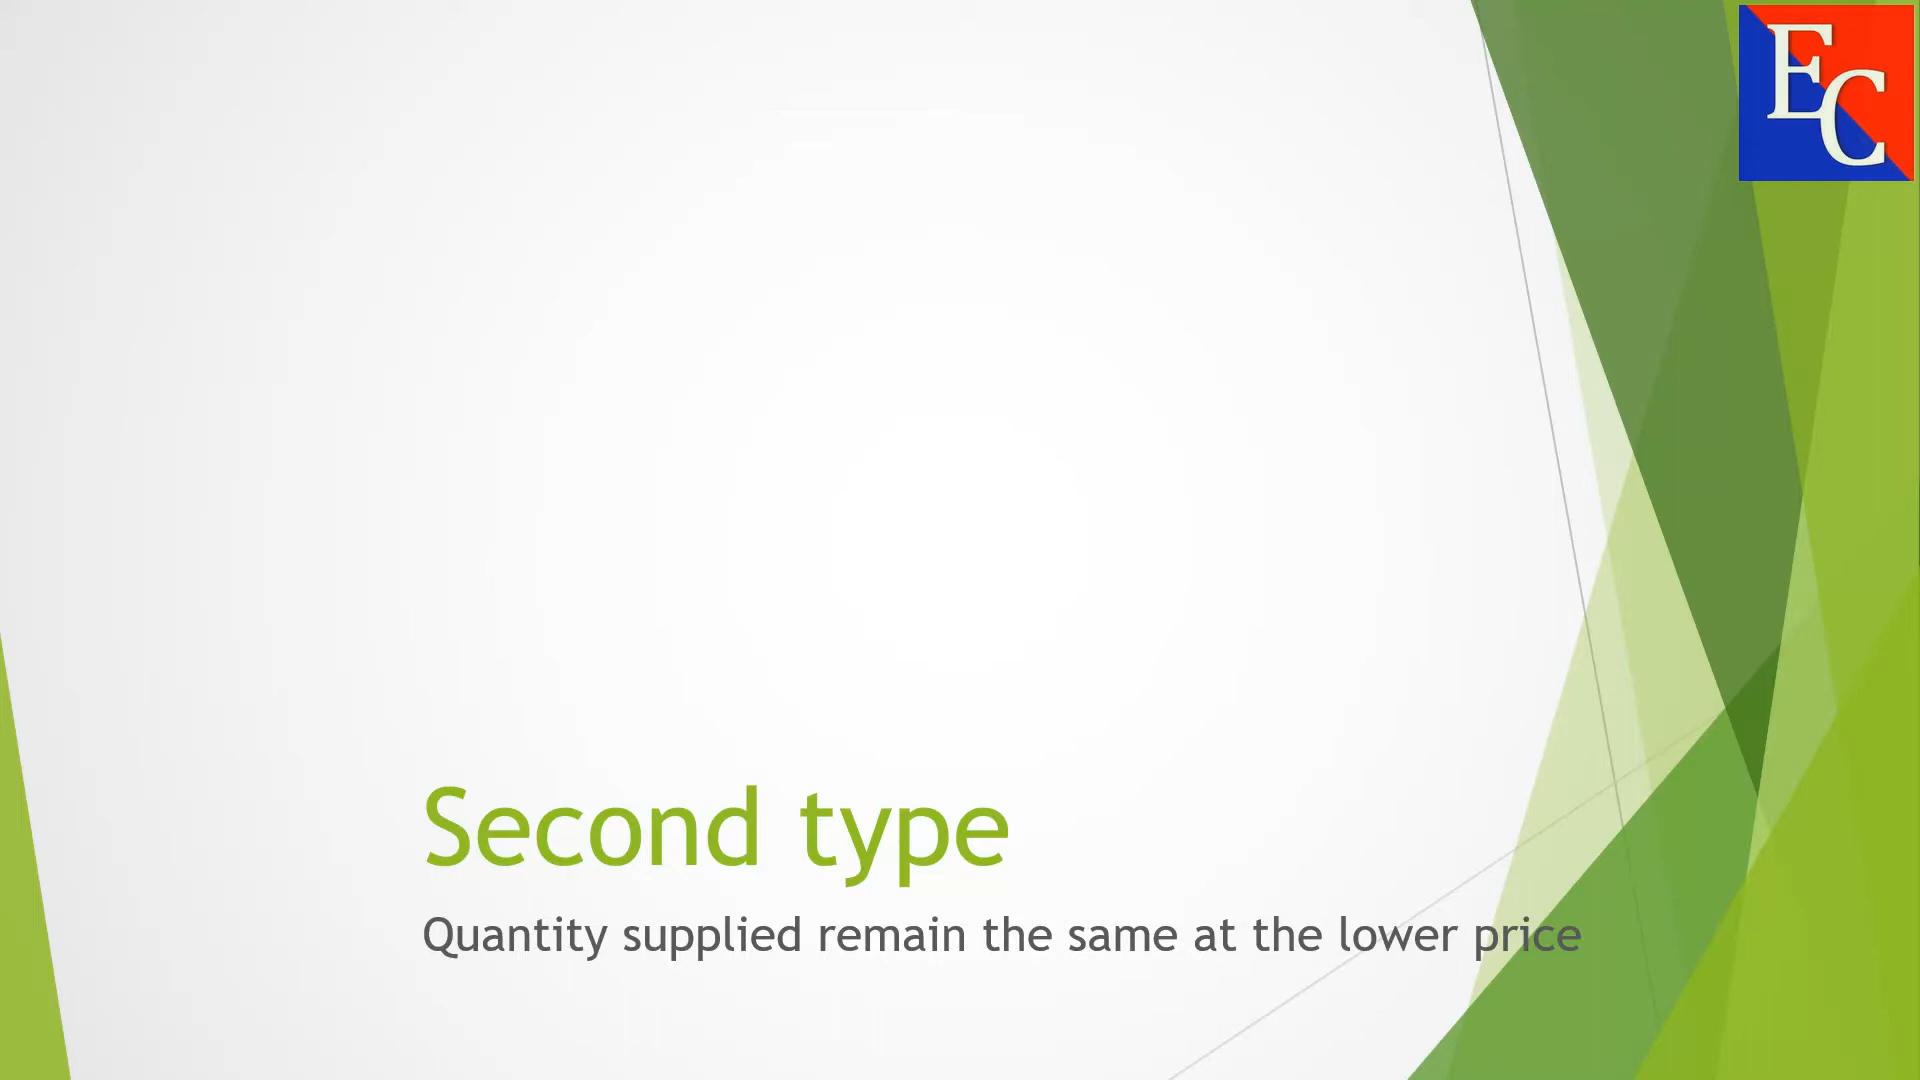 EC
Second type
Quantity supplied remain the same at the lower price